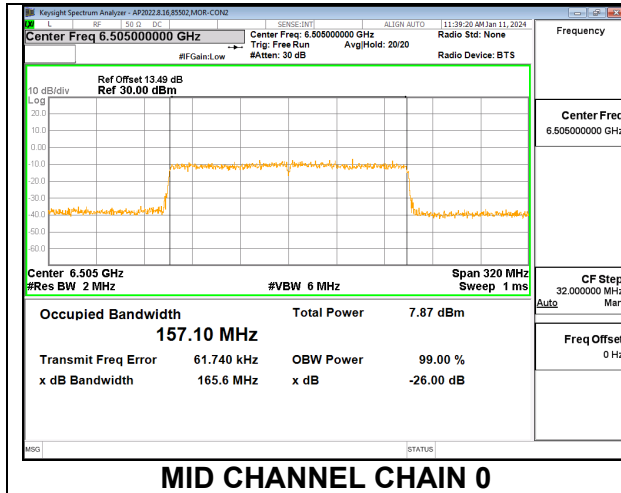 Keysight Spectrum Analyzer - AP2022.8.16,85502,MOR-CON2
L RF 50 Ω DC SENSE:INT ALIGN AUTO 11:39:20 AM Jan 11, 2024
Center Freq 6.505000000 GHz
#IFGain:Low
Center Freq: 6.505000000 GHz
Trig: Free Run Avg|Hold: 20/20
#Atten: 30 dB
Radio Std: None
Radio Device: BTS
Frequency
Ref Offset 13.49 dB
10 dB/div Ref 30.00 dBm
Log
20.0
10.0
0.00
-10.0
-20.0
-30.0
-40.0
-50.0
-60.0
Center Freq
6.505000000 GHz
Center 6.505 GHz Span 320 MHz
#Res BW 2 MHz #VBW 6 MHz Sweep 1 ms
CF Step
32.000000 MHz
Auto Man
Occupied Bandwidth Total Power 7.87 dBm
157.10 MHz
Transmit Freq Error 61.740 kHz OBW Power 99.00 %
x dB Bandwidth 165.6 MHz x dB -26.00 dB
Freq Offset
0 Hz
MSG STATUS
MID CHANNEL CHAIN 0